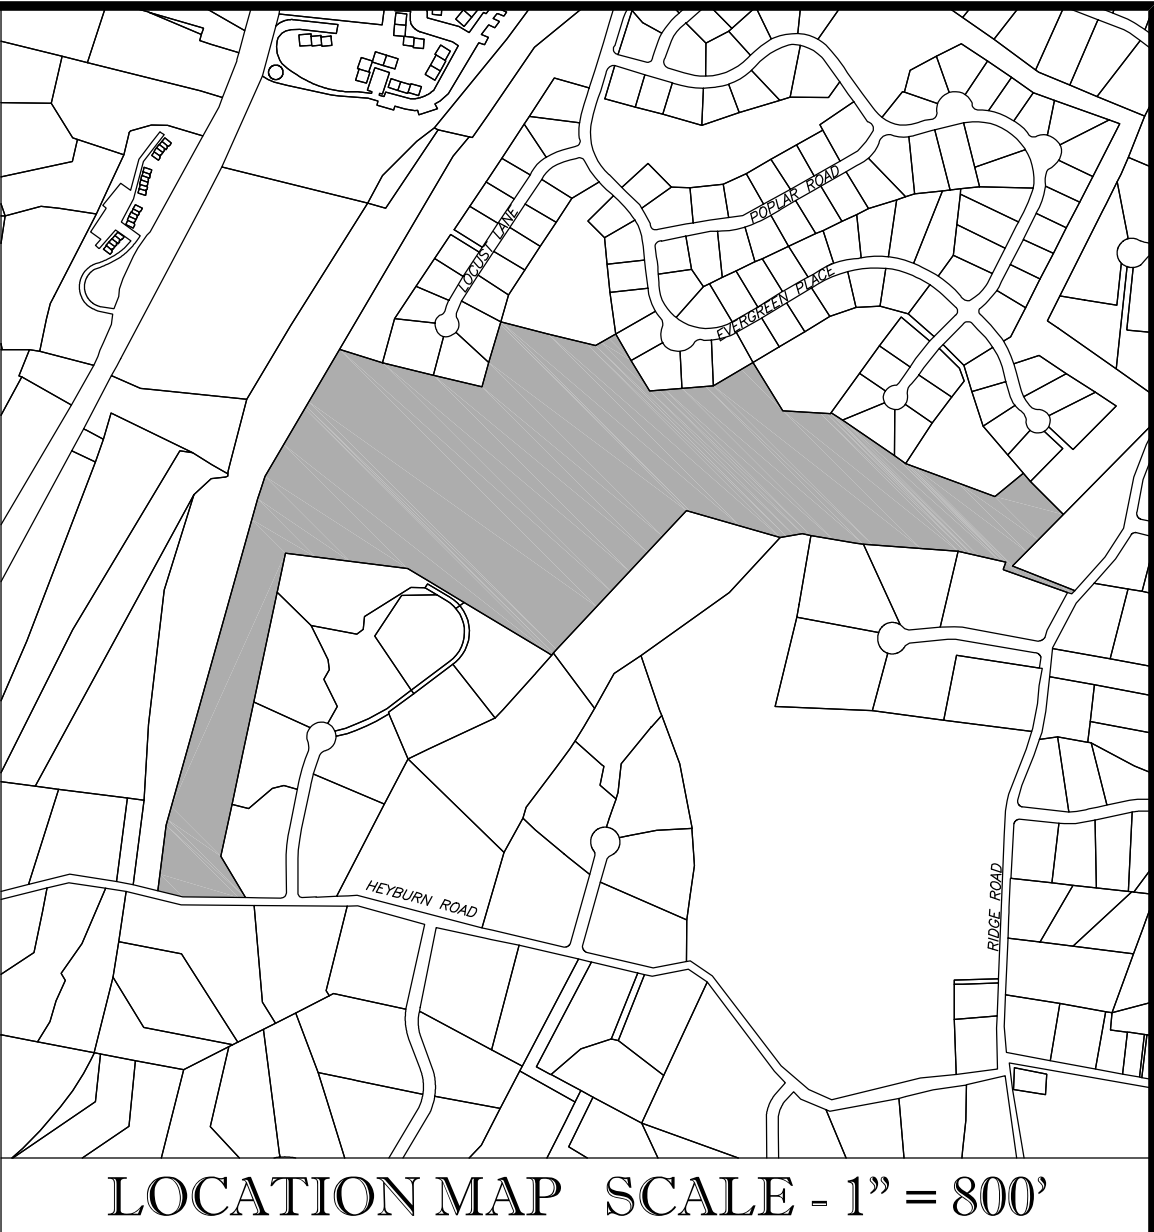 POPLAR ROAD
LOCUST LANE
EVERGREEN PLACE
HEYBURN ROAD
RIDGE ROAD
LOCATION MAP SCALE - 1” = 800’